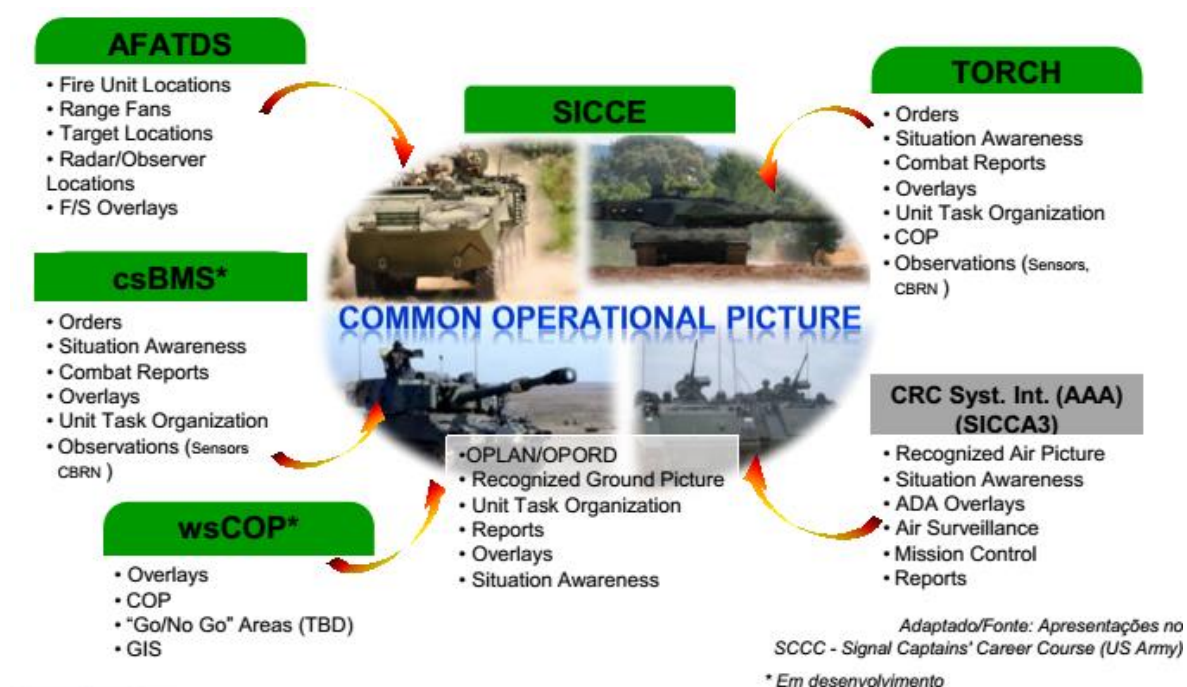 AFATDS
• Fire Unit Locations
• Range Fans
• Target Locations
• Radar/Observer
Locations
• F/S Overlays
csBMS*
• Orders
• Situation Awareness
• Combat Reports
• Overlays
• Unit Task Organization
• Observations (Sensors
CBRN )
wsCOP*
• Overlays
• COP
• “Go/No Go” Areas (TBD)
• GIS
SICCE
COMMON OPERATIONAL PICTURE
•OPLAN/OPORD
• Recognized Ground Picture
• Unit Task Organization
• Reports
• Overlays
• Situation Awareness
TORCH
• Orders
• Situation Awareness
• Combat Reports
• Overlays
• Unit Task Organization
• COP
• Observations (Sensors,
CBRN )
CRC Syst. Int. (AAA)
(SICCA3)
• Recognized Air Picture
• Situation Awareness
• ADA Overlays
• Air Surveillance
• Mission Control
• Reports
Adaptado/Fonte: Apresentações no
SCCC - Signal Captains' Career Course (US Army)
* Em desenvolvimento